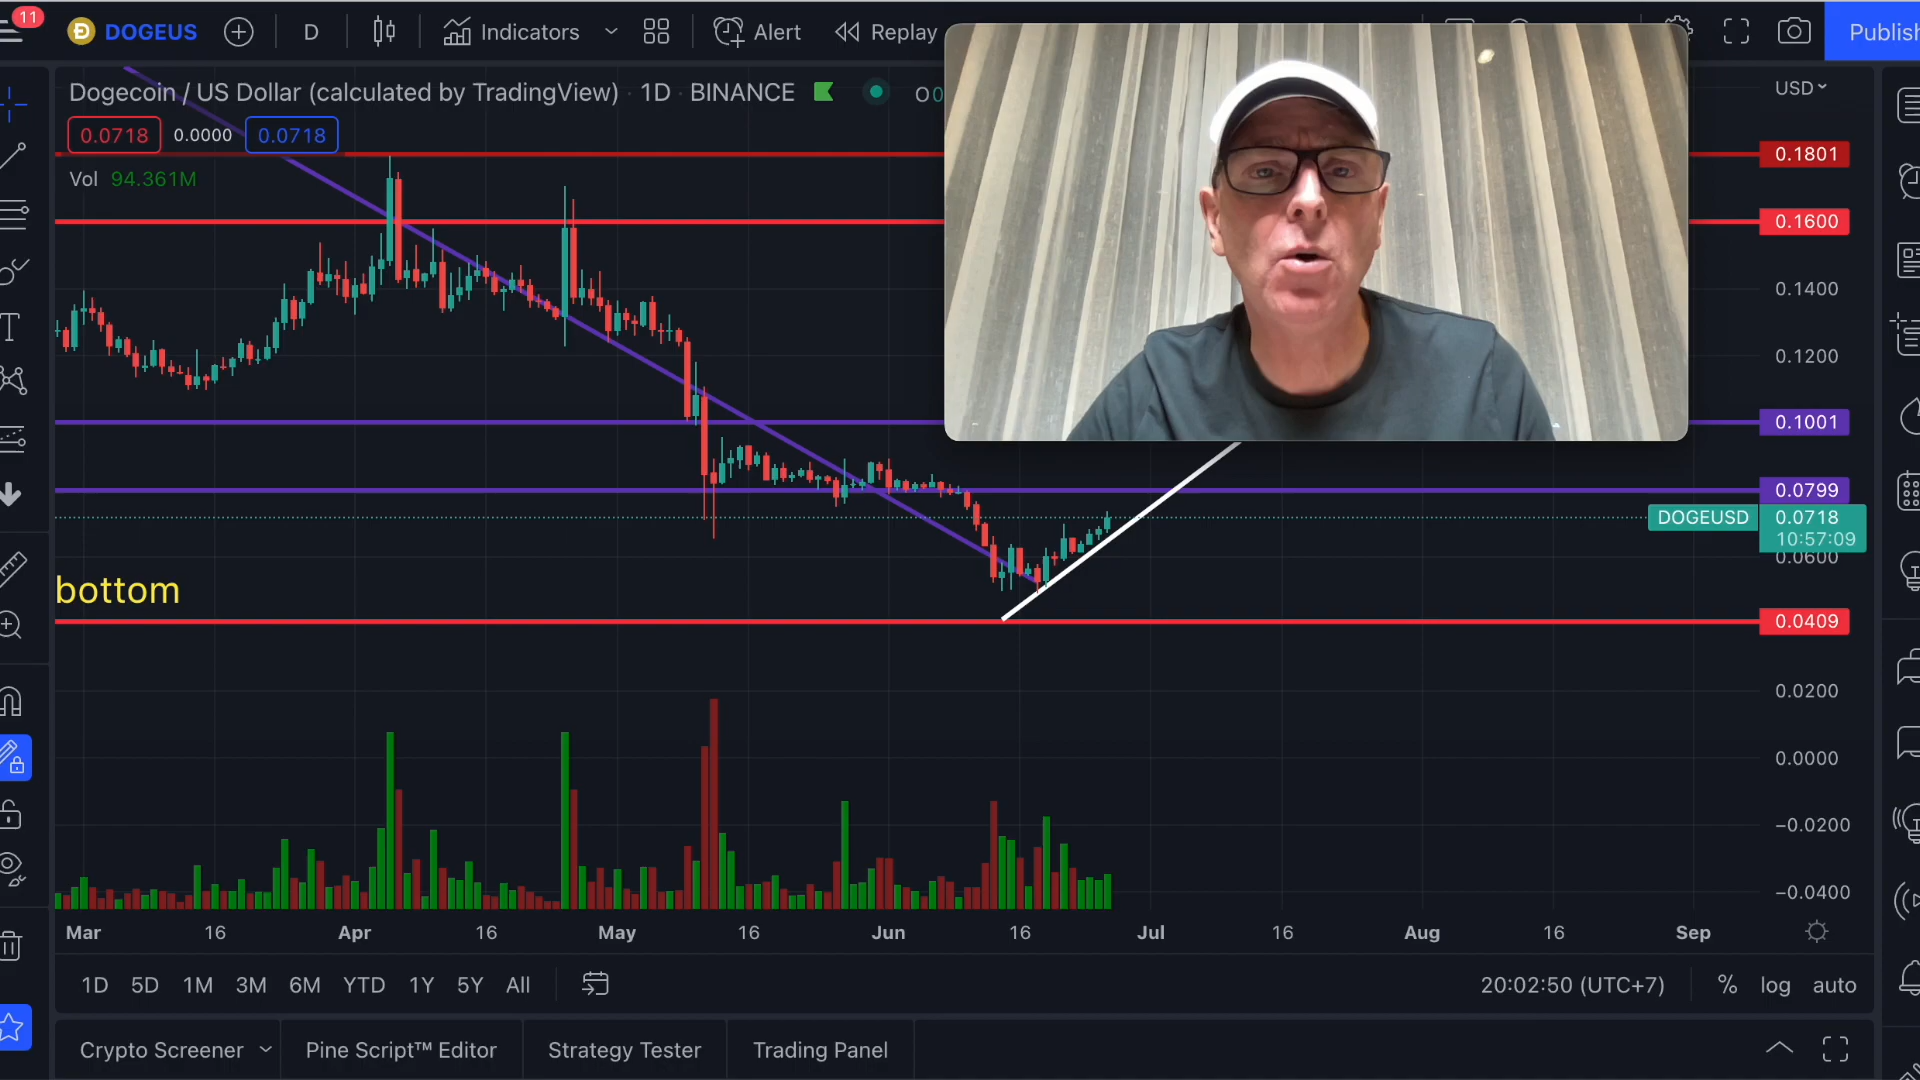 11
DOGEUS D Indicators Alert Replay Publish
Dogecoin / US Dollar (calculated by TradingView) · 1D · BINANCE O0
USD
0.0718 0.0000 0.0718
Vol 94.361M
0.1801
0.1600
0.1400
0.1200
0.1001
0.0799
DOGEUSD 0.0718
10:57:09
0.0600
bottom
0.0409
0.0200
0.0000
−0.0200
−0.0400
Mar 16 Apr 16 May 16 Jun 16 Jul 16 Aug 16 Sep
1D 5D 1M 3M 6M YTD 1Y 5Y All 20:02:50 (UTC+7) % log auto
Crypto Screener Pine Script™ Editor Strategy Tester Trading Panel